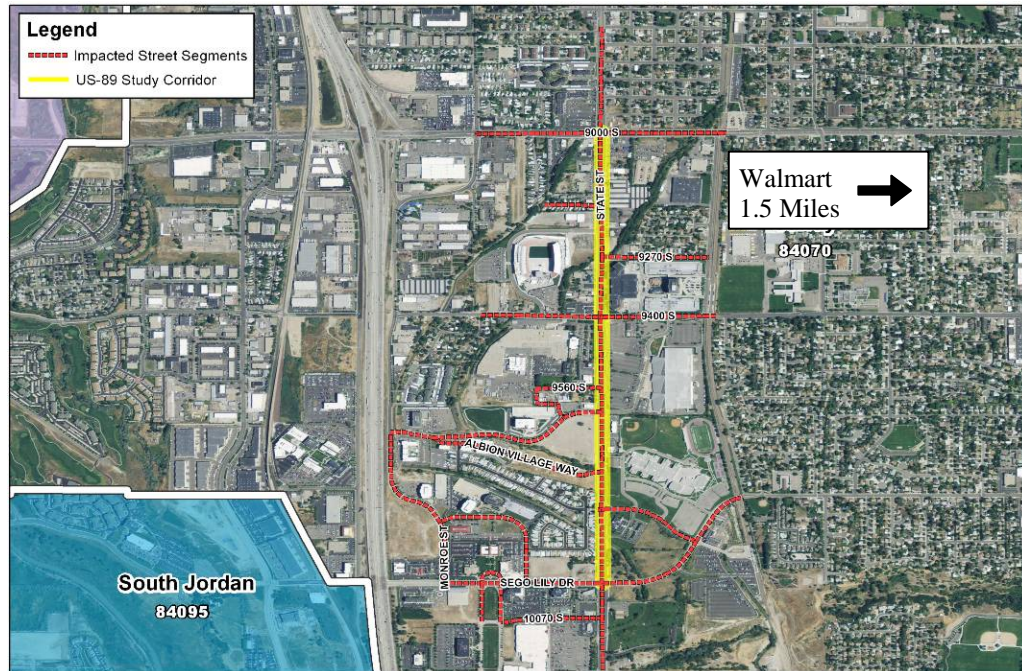 Legend
Impacted Street Segments
US-89 Study Corridor
9000 S
STATE ST
Walmart
1.5 Miles
84070
9270 S
9400 S
9560 S
ALBION VILLAGE WAY
MONROE ST
SEGO LILY DR
10070 S
South Jordan
84095